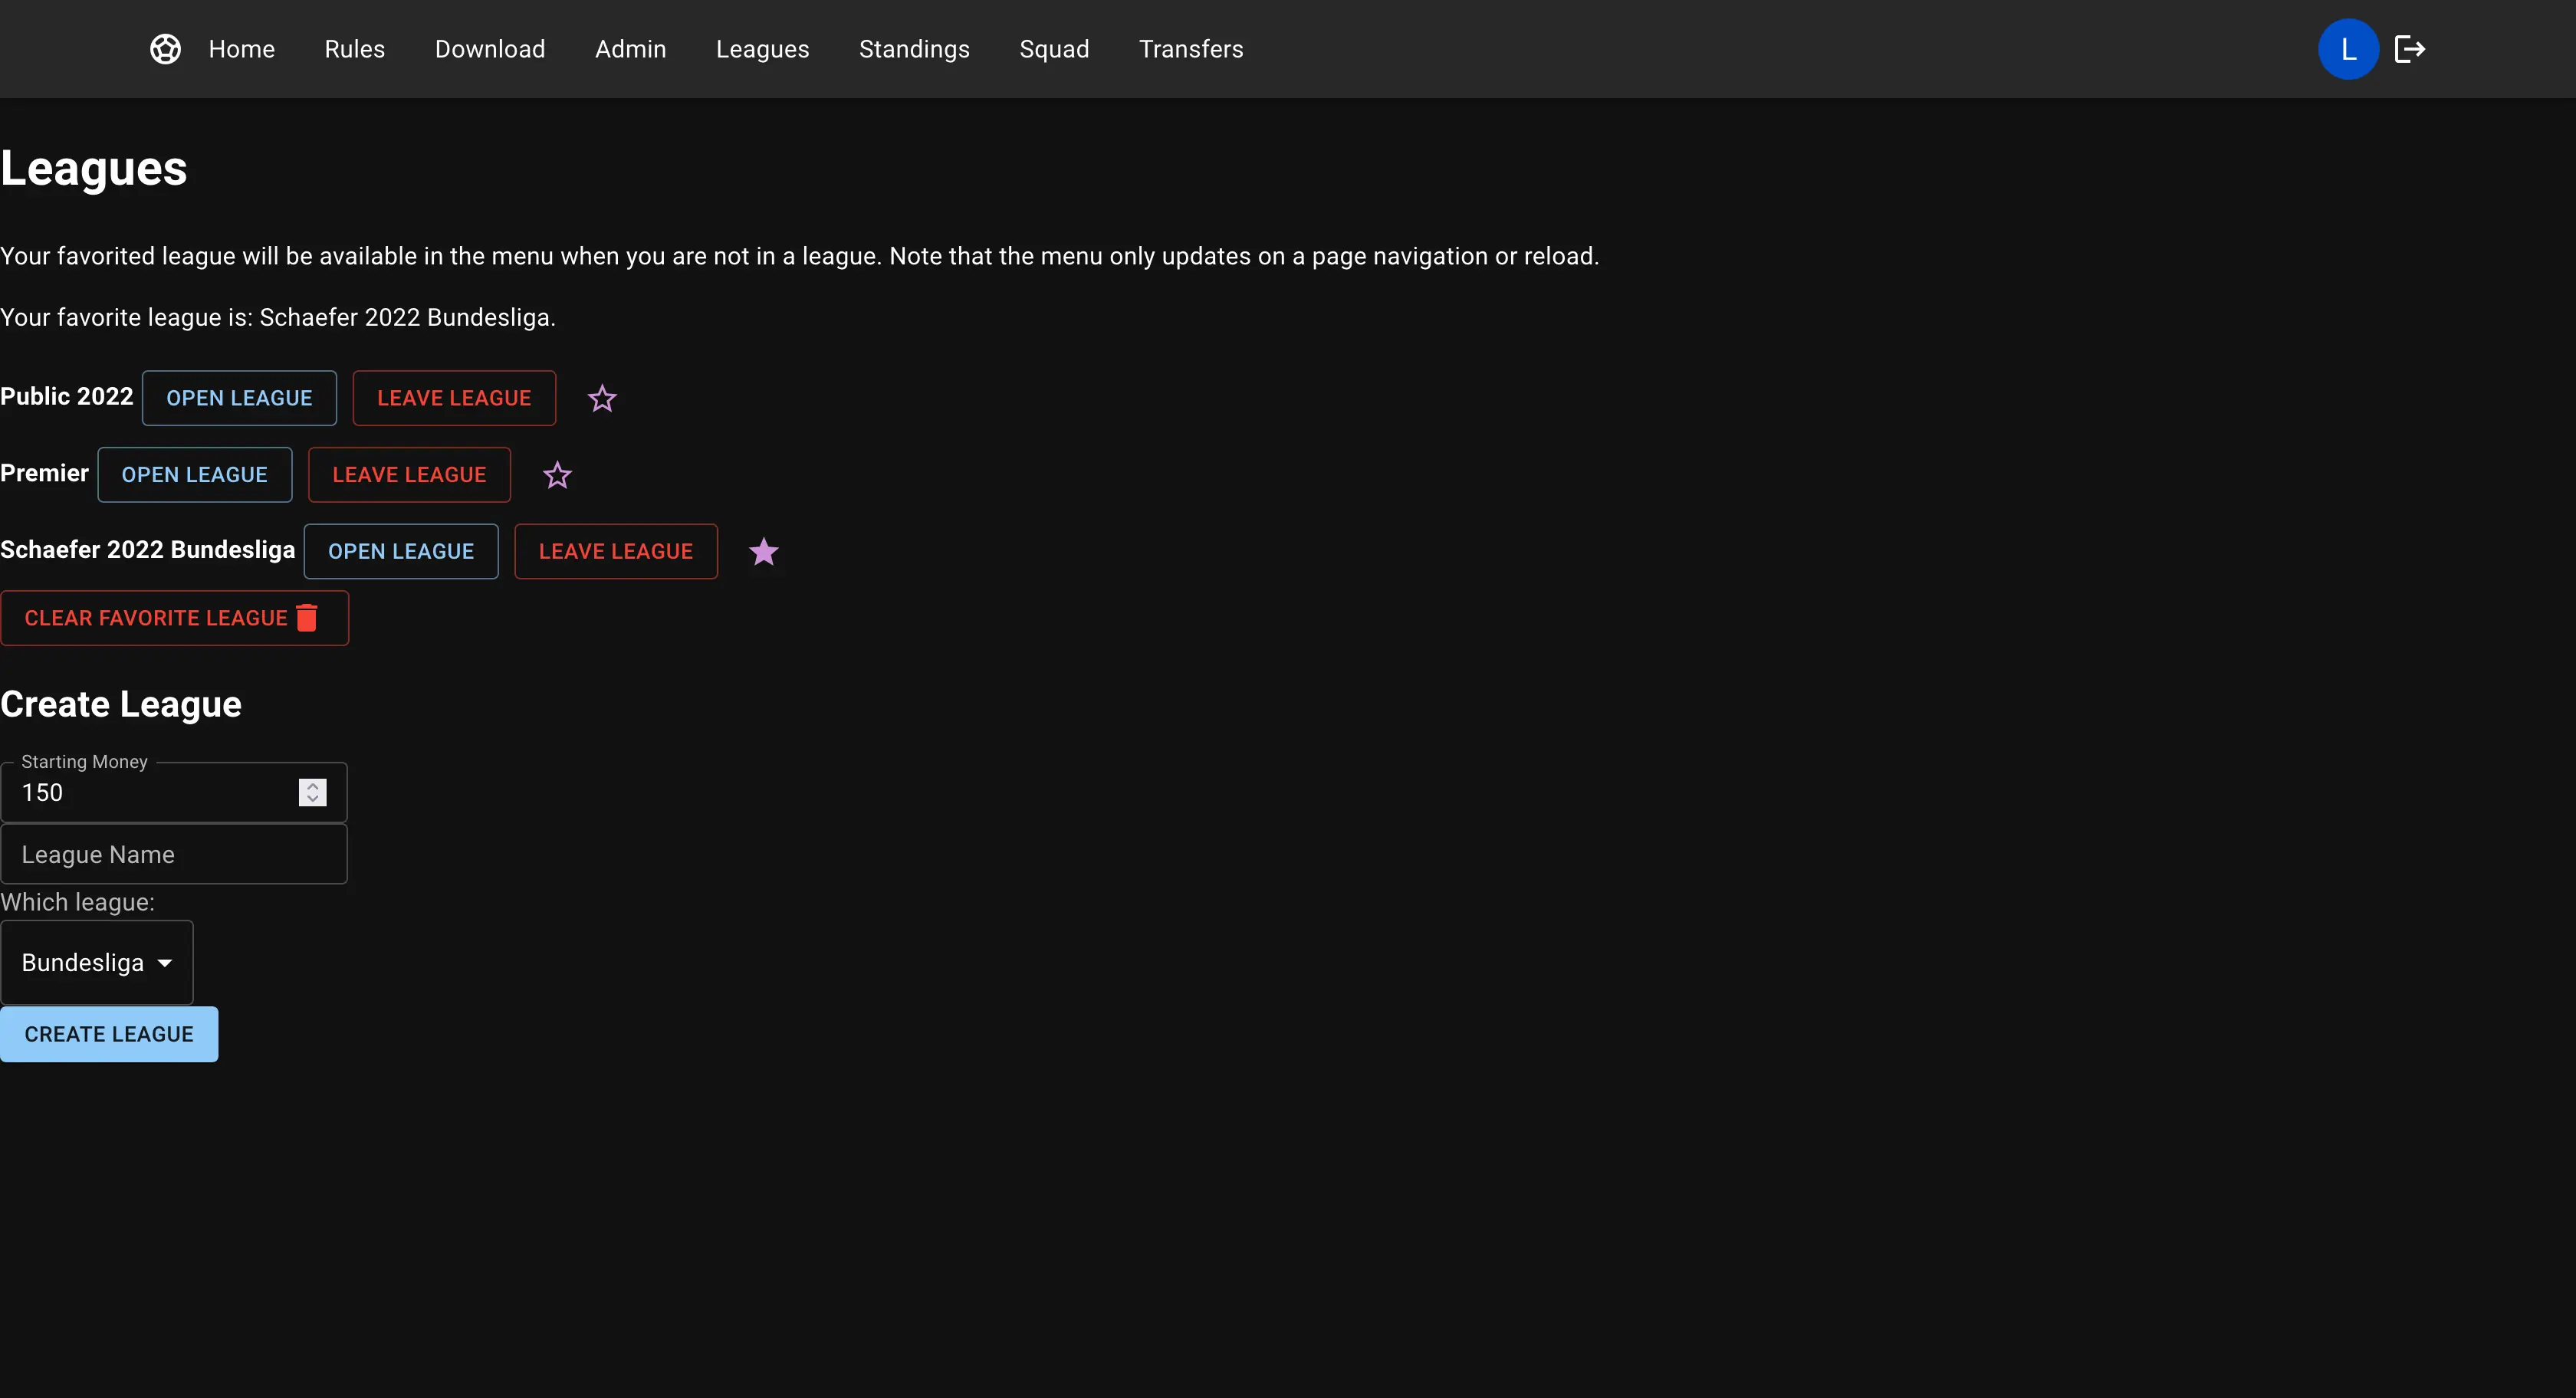 Home Rules Download Admin Leagues Standings Squad Transfers L
Leagues
Your favorited league will be available in the menu when you are not in a league. Note that the menu only updates on a page navigation or reload.
Your favorite league is: Schaefer 2022 Bundesliga.
Public 2022 OPEN LEAGUE LEAVE LEAGUE
Premier OPEN LEAGUE LEAVE LEAGUE
Schaefer 2022 Bundesliga OPEN LEAGUE LEAVE LEAGUE
CLEAR FAVORITE LEAGUE
Create League
Starting Money
150
League Name
Which league:
Bundesliga
CREATE LEAGUE